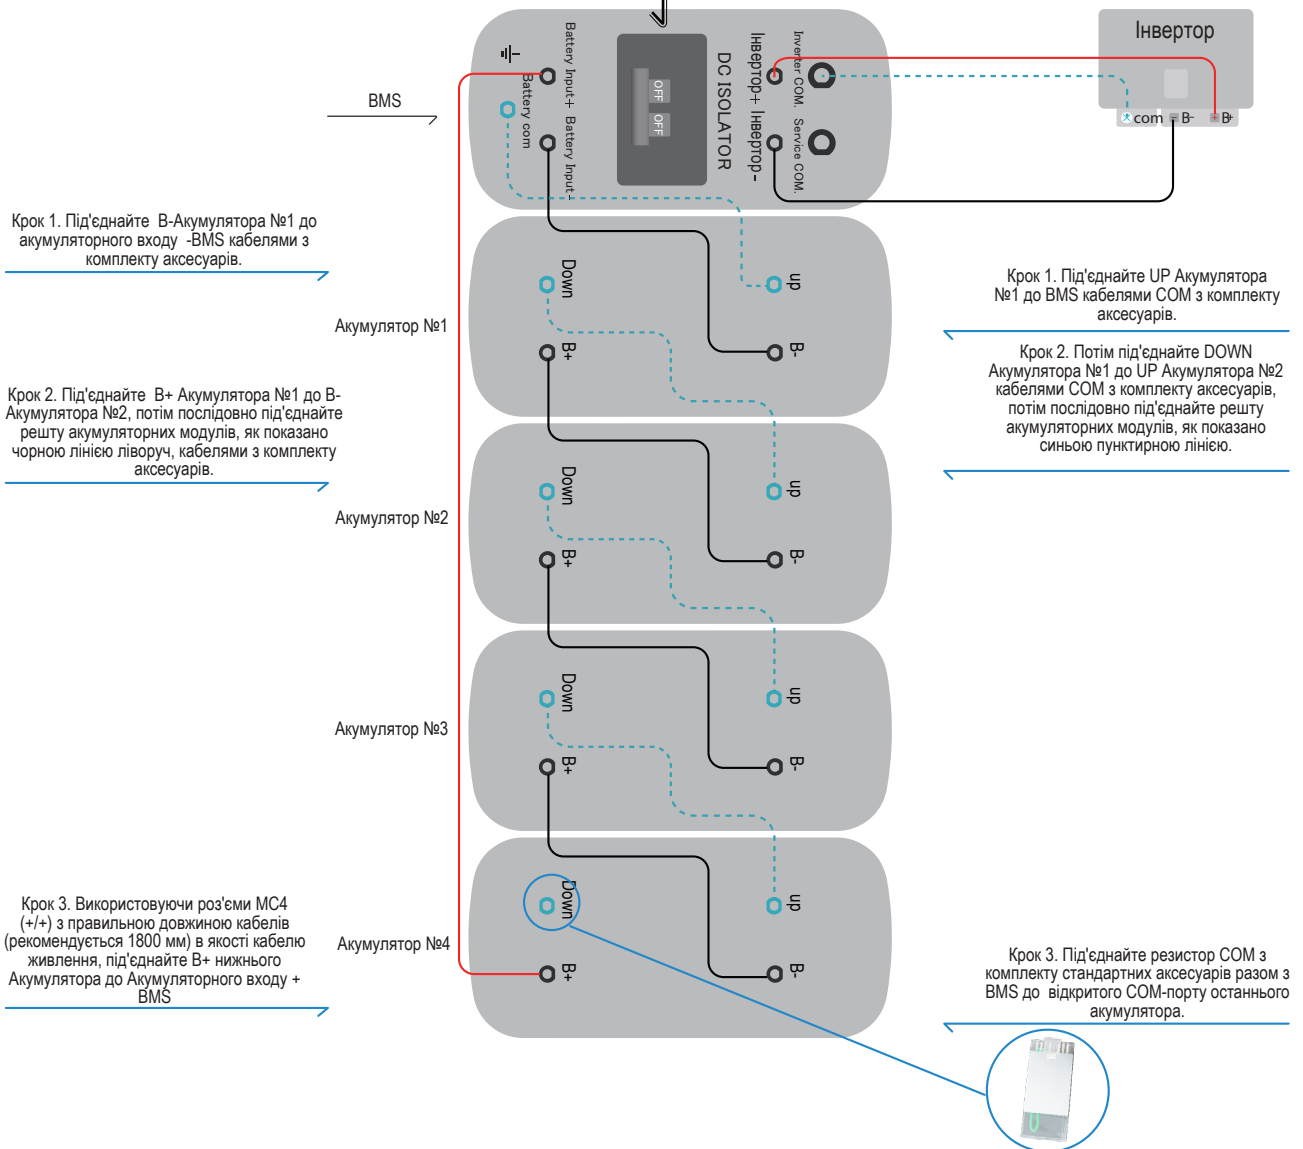 Battery Input+
Battery Input-
Battery com
OFF
OFF
DC ISOLATOR
Інвертор+
Інвертор-
Inverter COM.
Service COM.
Інвертор
com
B-
B+
BMS
Крок 1. Під'єднайте В-Акумулятора №1 до
акумуляторного входу -BMS кабелями з
комплекту аксесуарів.
Down
up
Акумулятор №1
B+
B-
Крок 1. Під'єднайте UP Акумулятора
№1 до BMS кабелями COM з комплекту
аксесуарів.
Крок 2. Потім під'єднайте DOWN
Акумулятора №1 до UP Акумулятора №2
кабелями COM з комплекту аксесуарів,
потім послідовно під'єднайте решту
акумуляторних модулів, як показано
синьою пунктирною лінією.
Крок 2. Під'єднайте В+ Акумулятора №1 до В-
Акумулятора №2, потім послідовно під'єднайте
решту акумуляторних модулів, як показано
чорною лінією ліворуч, кабелями з комплекту
аксесуарів.
Down
up
Акумулятор №2
B+
B-
Down
up
Акумулятор №3
B+
B-
Down
up
Акумулятор №4
B+
B-
Крок 3. Використовуючи роз'єми MC4
(+/+) з правильною довжиною кабелів
(рекомендується 1800 мм) в якості кабелю
живлення, під'єднайте В+ нижнього
Акумулятора до Акумуляторного входу +
BMS
Крок 3. Під'єднайте резистор COM з
комплекту стандартних аксесуарів разом з
BMS до відкритого COM-порту останнього
акумулятора.